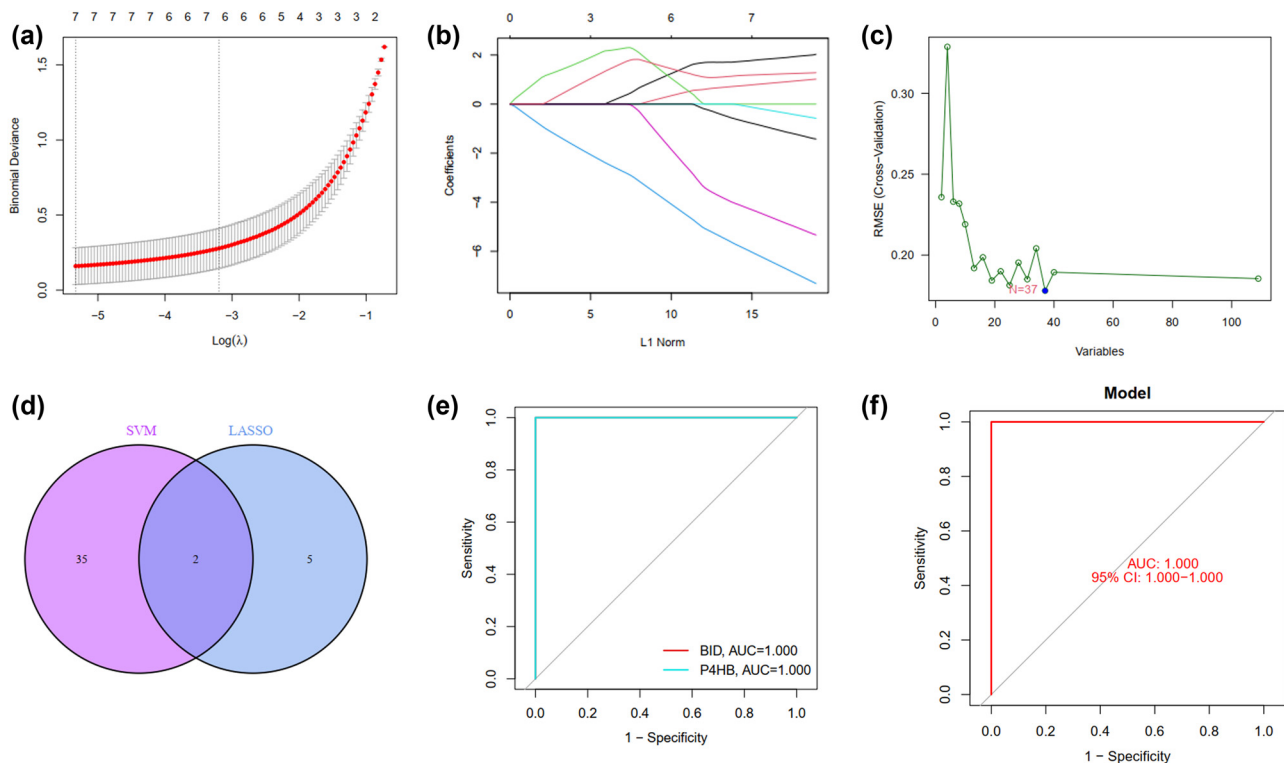 (a)
7 7 7 7 7 6 6 7 6 6 4 3 3 3 2
Binomial Deviance
1.5
1.0
0.5
0.0
−5 −4 −3 −2 −1
Log(λ)
(b)
0 3 4 6 7
Coefficients
2
0
−2
−4
−6
0 5 10 15
L1 Norm
(c)
RMSE (Cross−Validation)
0.30
0.25
0.20
N=37
0 20 40 60 80 100
Variables
(d)
SVM LASSO
35 2 5
(e)
Sensitivity
1.0
0.8
0.6
0.4
0.2
0.0
BID, AUC=1.000
P4HB, AUC=1.000
0.0 0.2 0.4 0.6 0.8 1.0
1 − Specificity
(f)
Model
Sensitivity
1.0
0.8
0.6
0.4
0.2
0.0
AUC: 1.000
95% CI: 1.000−1.000
0.0 0.2 0.4 0.6 0.8 1.0
1 − Specificity